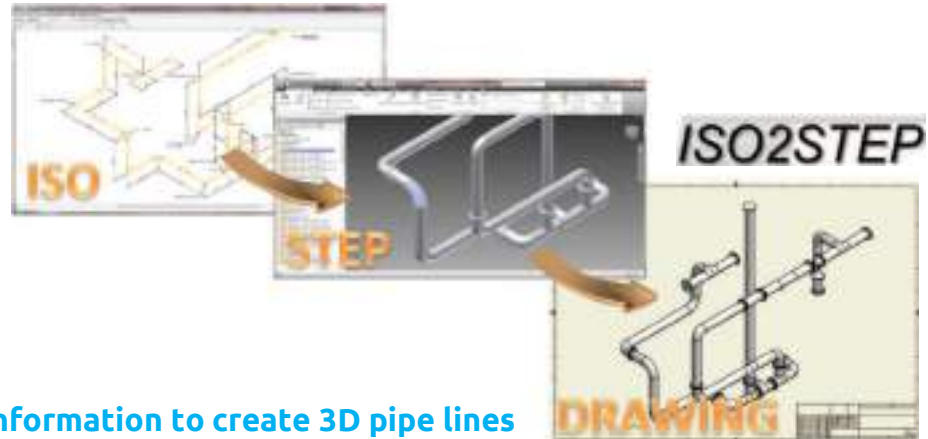 ISO2STEP
ISO
STEP
DRAWING
nformation to create 3D pipe lines